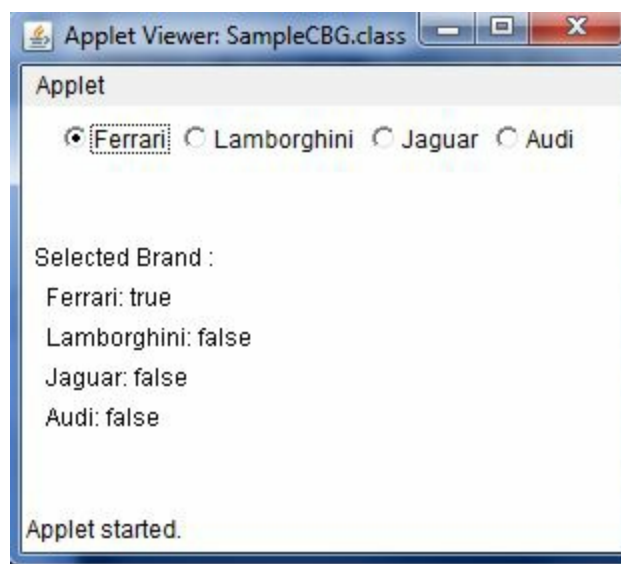 Applet Viewer: SampleCBG.class
Applet
Ferrari Lamborghini Jaguar Audi
Selected Brand :
Ferrari: true
Lamborghini: false
Jaguar: false
Audi: false
Applet started.